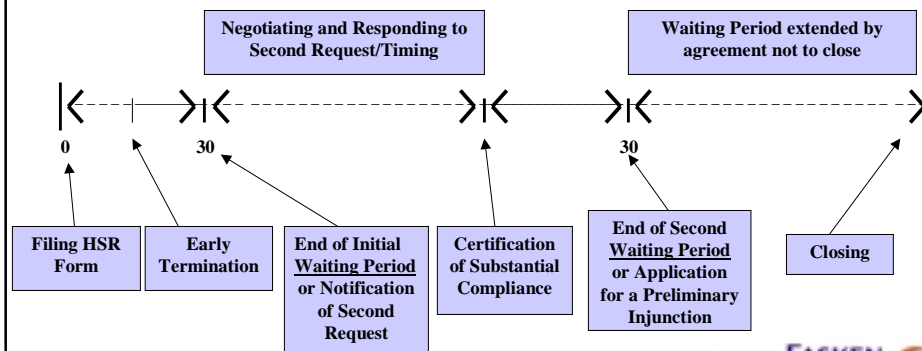 Negotiating and Responding to
Second Request/Timing
Waiting Period extended by
agreement not to close
0
30
30
Filing HSR
Form
Early
Termination
End of Initial
Waiting Period
or Notification
of Second
Request
Certification
of Substantial
Compliance
End of Second
Waiting Period
or Application
for a Preliminary
Injunction
Closing
FASKEN